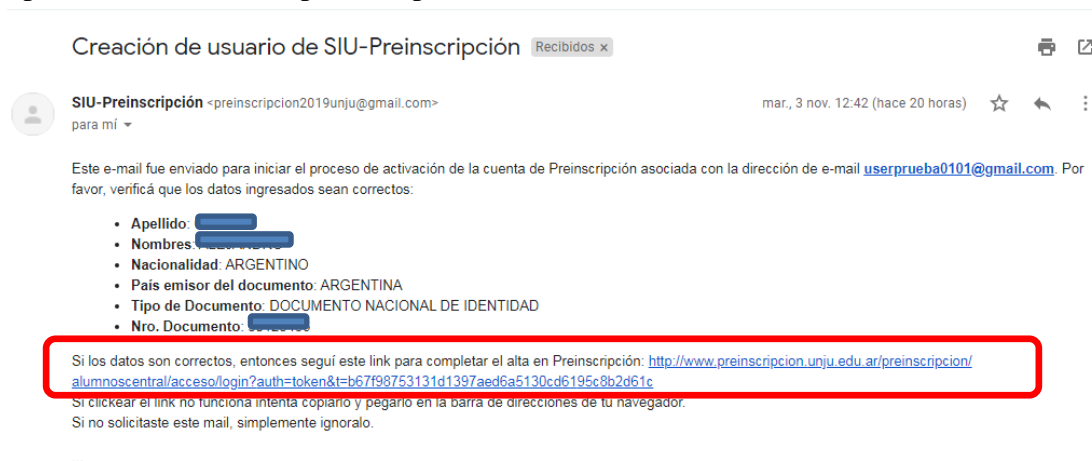 Creación de usuario de SIU-Preinscripción Recibidos x
SIU-Preinscripción <preinscripcion2019unju@gmail.com> mar., 3 nov. 12:42 (hace 20 horas)
para mí
Este e-mail fue enviado para iniciar el proceso de activación de la cuenta de Preinscripción asociada con la dirección de e-mail userprueba0101@gmail.com. Por
favor, verificá que los datos ingresados sean correctos:
• Apellido:
• Nombres:
• Nacionalidad: ARGENTINO
• País emisor del documento: ARGENTINA
• Tipo de Documento: DOCUMENTO NACIONAL DE IDENTIDAD
• Nro. Documento:
Si los datos son correctos, entonces seguí este link para completar el alta en Preinscripción: http://www.preinscripcion.unju.edu.ar/preinscripcion/
alumnoscentral/acceso/login?auth=token&t=b67f98753131d1397aed6a5130cd6195c8b2d61c
Si clickear el link no funciona intentá copiarlo y pegarlo en la barra de direcciones de tu navegador.
Si no solicitaste este mail, simplemente ignoralo.